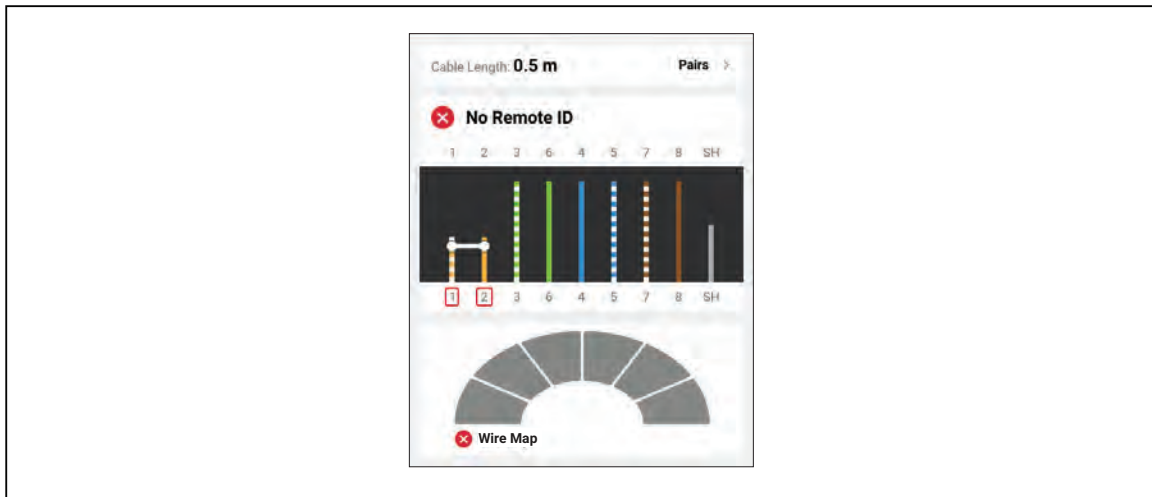 Cable Length: 0.5 m Pairs >
No Remote ID
1 2 3 6 4 5 7 8 SH
1 2 3 6 4 5 7 8 SH
Wire Map